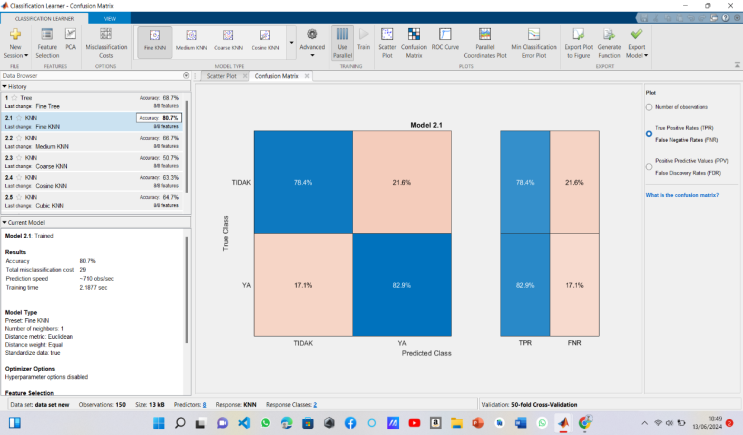 Classification Learner - Confusion Matrix
CLASSIFICATION LEARNER VIEW
New Session
Feature Selection
PCA
Misclassification Costs
Fine KNN
Medium KNN
Coarse KNN
Cosine KNN
Advanced
Use Parallel
Train
Scatter Plot
Confusion Matrix
ROC Curve
Parallel Coordinates Plot
Min Classification Error Plot
Export Plot to Figure
Generate Function
Export Model
FILE FEATURES OPTIONS MODEL TYPE TRAINING PLOTS EXPORT
Data Browser
Scatter Plot Confusion Matrix
History
1 Tree Accuracy: 68.7%
Last change: Fine Tree 8/8 features
2.1 KNN Accuracy: 80.7%
Last change: Fine KNN 8/8 features
2.2 KNN Accuracy: 66.7%
Last change: Medium KNN 8/8 features
2.3 KNN Accuracy: 50.7%
Last change: Coarse KNN 8/8 features
2.4 KNN Accuracy: 63.3%
Last change: Cosine KNN 8/8 features
2.5 KNN Accuracy: 64.7%
Last change: Cubic KNN 8/8 features
Current Model
Model 2.1: Trained
Results
Accuracy 80.7%
Total misclassification cost 29
Prediction speed ~710 obs/sec
Training time 2.1877 sec
Model Type
Preset: Fine KNN
Number of neighbors: 1
Distance metric: Euclidean
Distance weight: Equal
Standardize data: true
Optimizer Options
Hyperparameter options disabled
Feature Selection
Model 2.1
TIDAK 78.4% 21.6% 78.4% 21.6%
True Class
YA 17.1% 82.9% 82.9% 17.1%
TIDAK YA TPR FNR
Predicted Class
Plot
Number of observations
True Positive Rates (TPR)
False Negative Rates (FNR)
Positive Predictive Values (PPV)
False Discovery Rates (FDR)
What is the confusion matrix?
Data set: data set new Observations: 150 Size: 13 kB Predictors: 8 Response: KNN Response Classes: 2 Validation: 50-fold Cross-Validation
10:49
13/06/2024